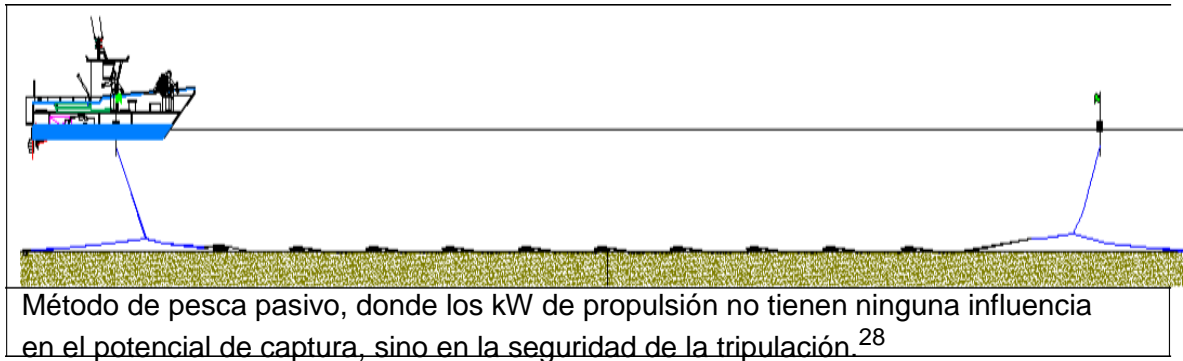 Método de pesca pasivo, donde los kW de propulsión no tienen ninguna influencia
en el potencial de captura, sino en la seguridad de la tripulación.28